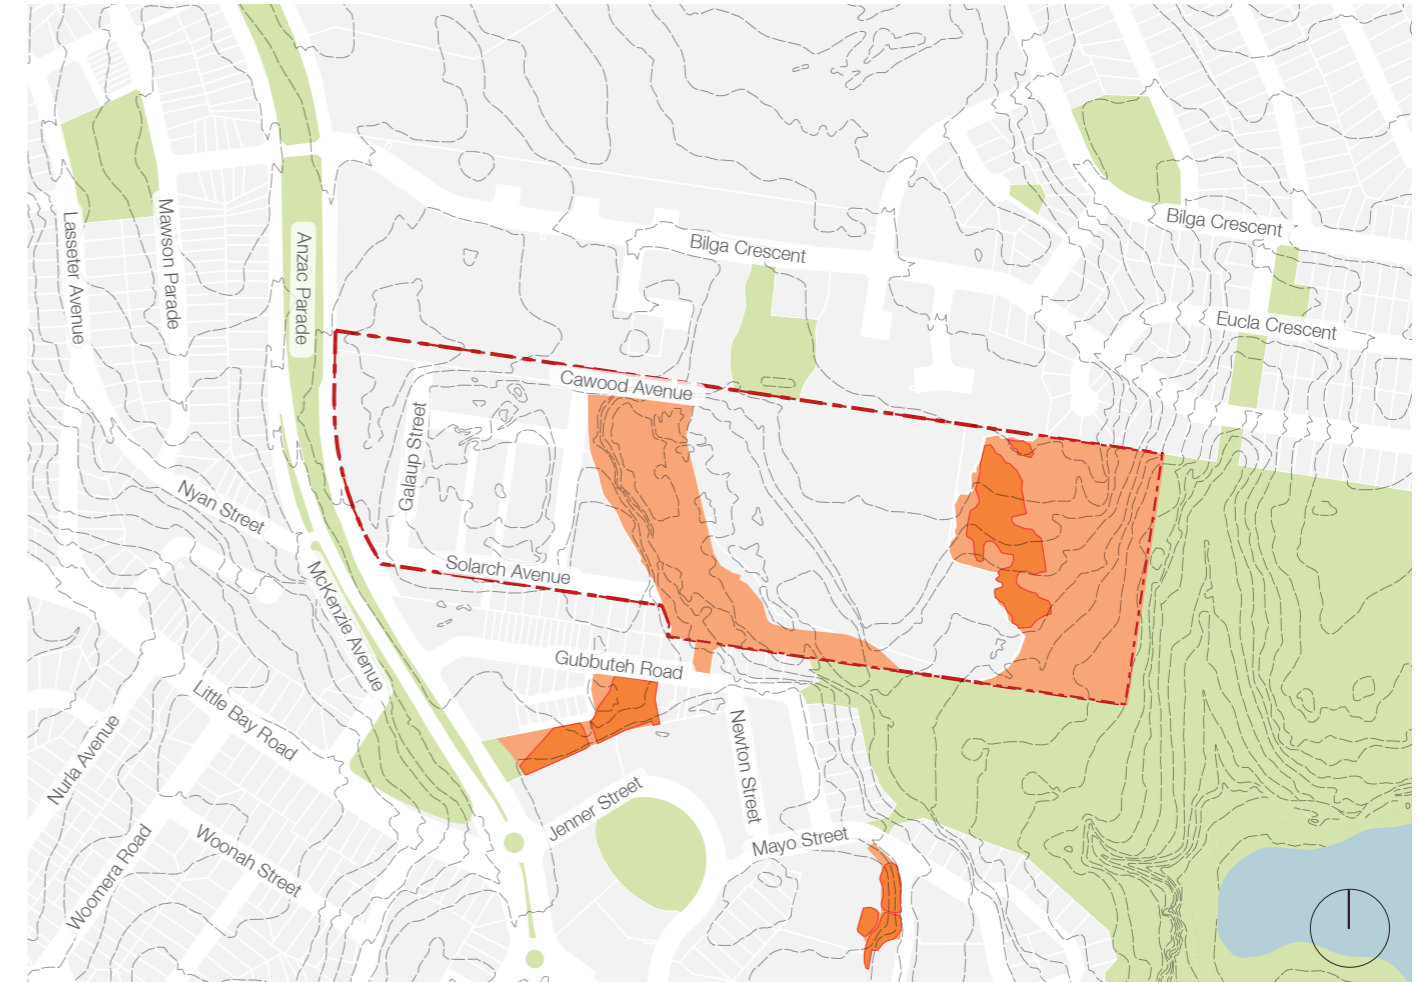 Lasseter Avenue
Mawson Parade
Anzac Parade
Bilga Crescent
Bilga Crescent
Eucla Crescent
Cawood Avenue
Galaup Street
Nyan Street
Solarch Avenue
McKenzie Avenue
Gubbuteh Road
Little Bay Road
Nurla Avenue
Newton Street
Jenner Street
Mayo Street
Woonah Street
Woomera Road